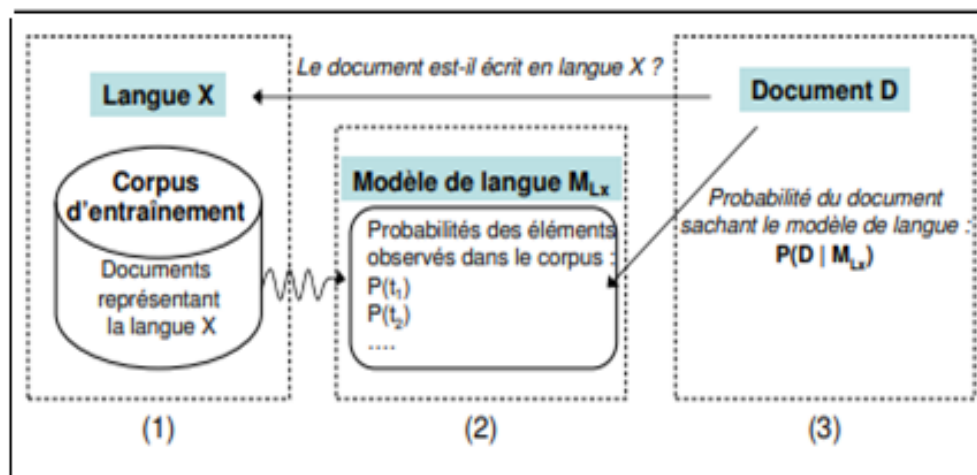 Le document est-il écrit en langue X ?
Langue X
Corpus
d'entraînement
Documents
représentant
la langue X
(1)
Modèle de langue M_Lx
Probabilités des éléments
observés dans le corpus :
P(t₁)
P(t₂)
....
(2)
Document D
Probabilité du document
sachant le modèle de langue :
P(D | M_Lx)
(3)